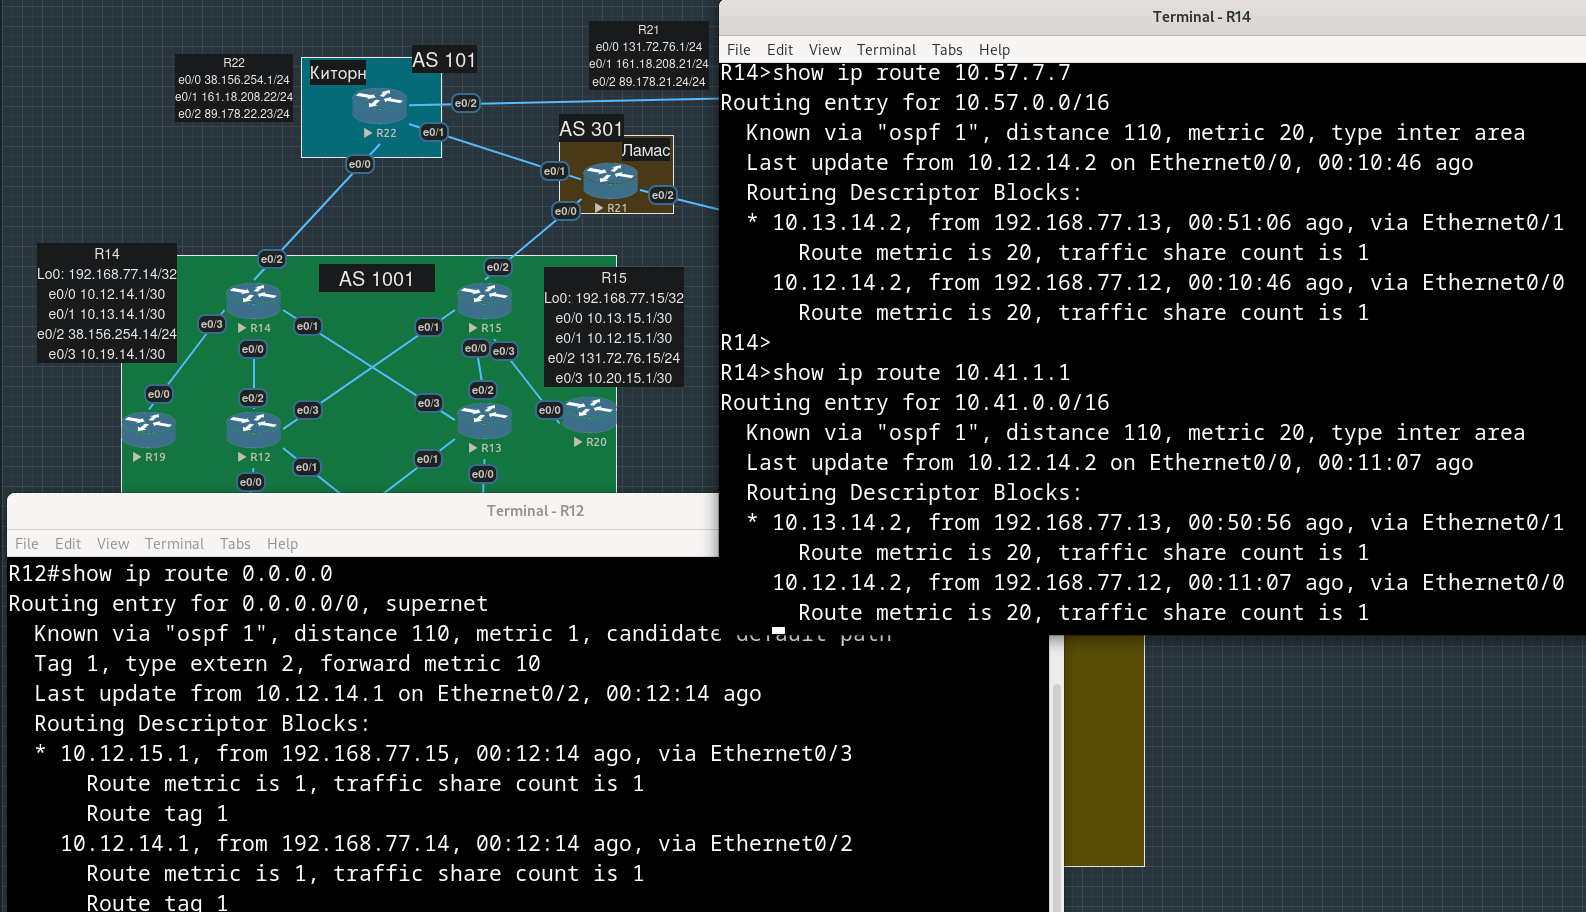 R22
e0/0 38.156.254.1/24
e0/1 161.18.208.22/24
e0/2 89.178.22.23/24
AS 101
Киторн
R22
e0/2
e0/1
e0/0
R21
e0/0 131.72.76.1/24
e0/1 161.18.208.21/24
e0/2 89.178.21.24/24
AS 301
Ламас
e0/1
e0/2
R21
e0/0
R14
Lo0: 192.168.77.14/32
e0/0 10.12.14.1/30
e0/1 10.13.14.1/30
e0/2 38.156.254.14/24
e0/3 10.19.14.1/30
AS 1001
e0/2
e0/2
R15
Lo0: 192.168.77.15/32
e0/0 10.13.15.1/30
e0/1 10.12.15.1/30
e0/2 131.72.76.15/24
e0/3 10.20.15.1/30
e0/3
R14
e0/1
e0/1
R15
e0/0
e0/0
e0/3
e0/0
e0/2
e0/3
e0/3
e0/2
e0/0
R19
R12
R13
R20
e0/1
e0/1
e0/0
e0/0
Terminal - R14
File Edit View Terminal Tabs Help
R14>show ip route 10.57.7.7
Routing entry for 10.57.0.0/16
Known via "ospf 1", distance 110, metric 20, type inter area
Last update from 10.12.14.2 on Ethernet0/0, 00:10:46 ago
Routing Descriptor Blocks:
* 10.13.14.2, from 192.168.77.13, 00:51:06 ago, via Ethernet0/1
Route metric is 20, traffic share count is 1
10.12.14.2, from 192.168.77.12, 00:10:46 ago, via Ethernet0/0
Route metric is 20, traffic share count is 1
R14>
R14>show ip route 10.41.1.1
Routing entry for 10.41.0.0/16
Known via "ospf 1", distance 110, metric 20, type inter area
Last update from 10.12.14.2 on Ethernet0/0, 00:11:07 ago
Routing Descriptor Blocks:
* 10.13.14.2, from 192.168.77.13, 00:50:56 ago, via Ethernet0/1
Route metric is 20, traffic share count is 1
10.12.14.2, from 192.168.77.12, 00:11:07 ago, via Ethernet0/0
Route metric is 20, traffic share count is 1
Terminal - R12
File Edit View Terminal Tabs Help
R12#show ip route 0.0.0.0
Routing entry for 0.0.0.0/0, supernet
Known via "ospf 1", distance 110, metric 1, candidate default path
Tag 1, type extern 2, forward metric 10
Last update from 10.12.14.1 on Ethernet0/2, 00:12:14 ago
Routing Descriptor Blocks:
* 10.12.15.1, from 192.168.77.15, 00:12:14 ago, via Ethernet0/3
Route metric is 1, traffic share count is 1
Route tag 1
10.12.14.1, from 192.168.77.14, 00:12:14 ago, via Ethernet0/2
Route metric is 1, traffic share count is 1
Route tag 1